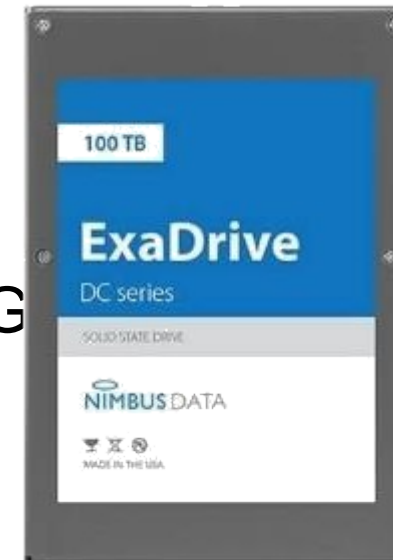 100 TB
ExaDrive
DC series
G
SOLID STATE DRIVE
NIMBUS DATA
MADE IN THE USA